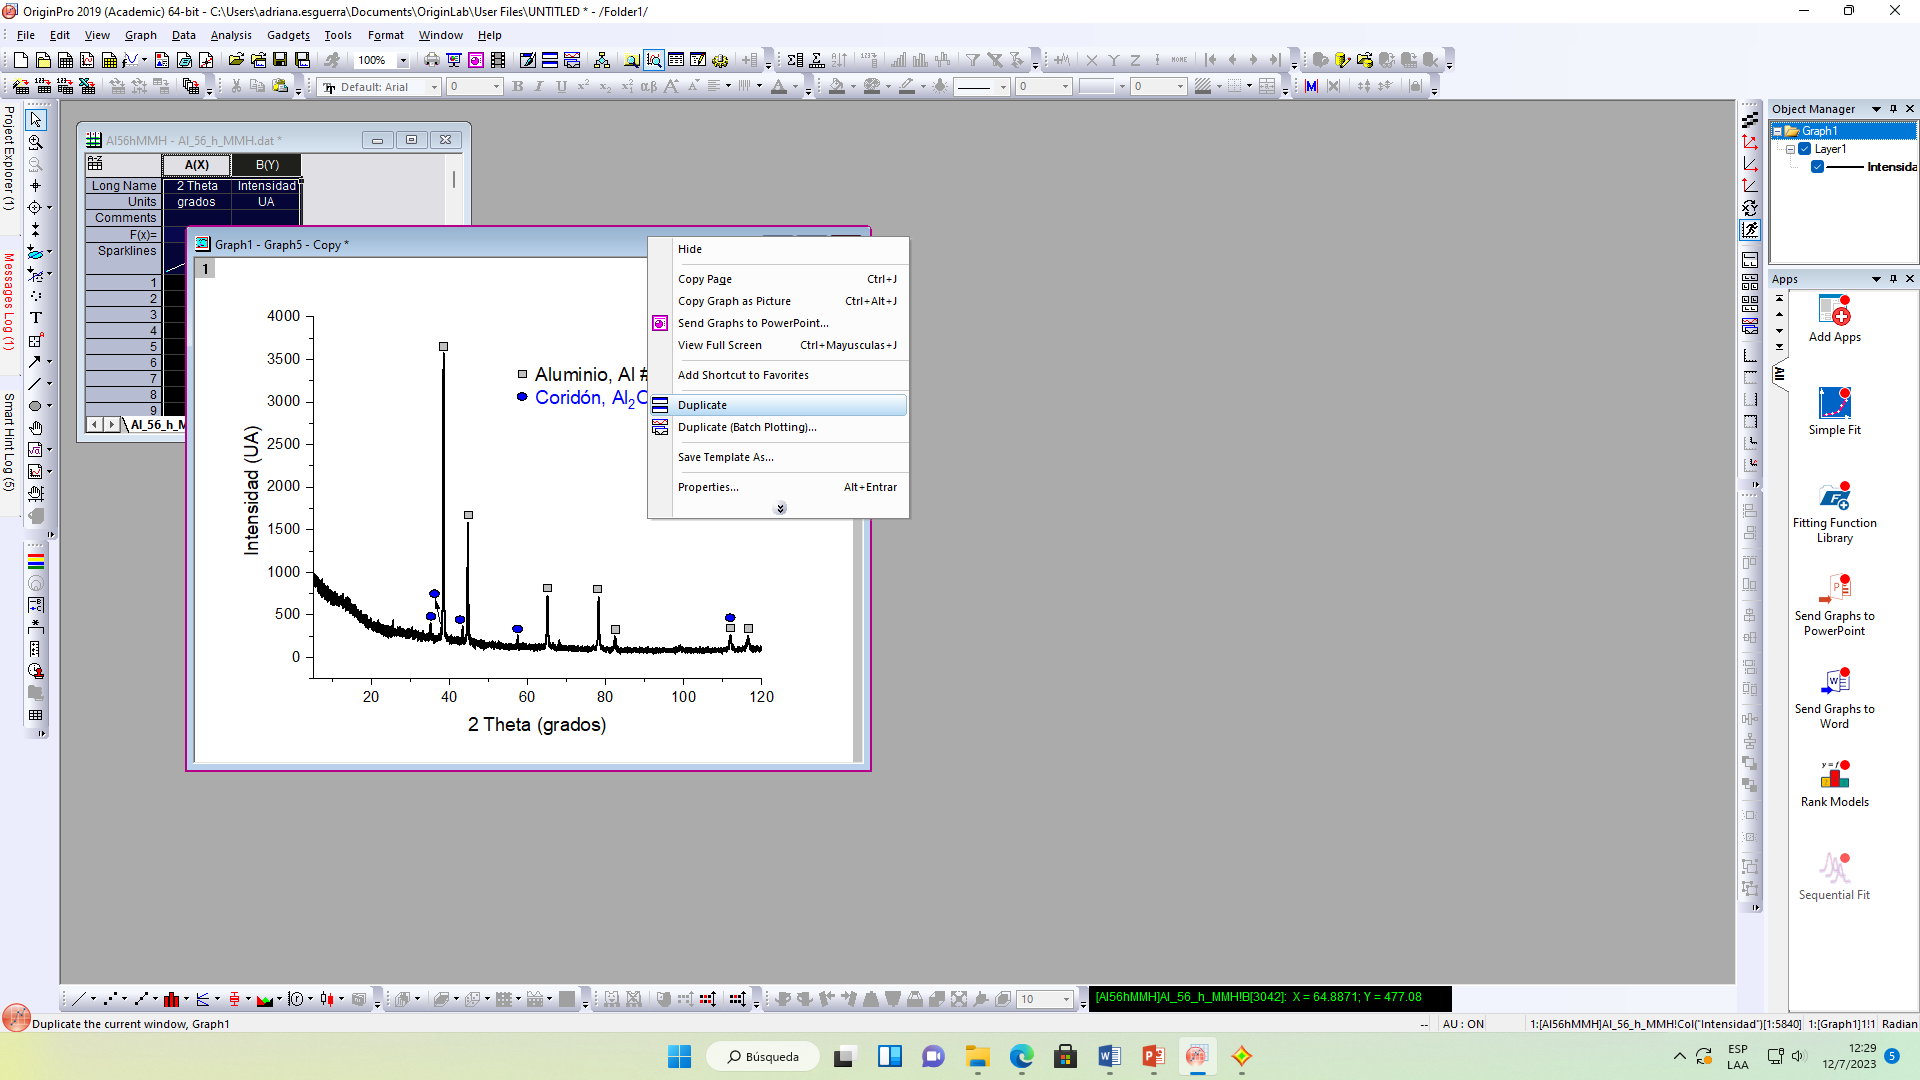 OriginPro 2019 (Academic) 64-bit - C:\Users\adriana.esguerra\Documents\OriginLab\User Files\UNTITLED * - /Folder1/
File Edit View Graph Data Analysis Gadgets Tools Format Window Help
100%
Default: Arial 0 B I U 0 0
Project Explorer (1)
Messages Log (1)
Smart Hint Log (5)
Al56hMMH - Al_56_h_MMH.dat *
A(X) B(Y)
Long Name 2 Theta Intensidad
Units grados UA
Comments
F(x)=
Sparklines
1
2
3
4
5
6
7
8
9
Al_56_h_M
Graph1 - Graph5 - Copy *
1
Aluminio, Al #
Coridón, Al2O
4000
3500
3000
2500
2000
1500
1000
500
0
Intensidad (UA)
20 40 60 80 100 120
2 Theta (grados)
Hide
Copy Page Ctrl+J
Copy Graph as Picture Ctrl+Alt+J
Send Graphs to PowerPoint...
View Full Screen Ctrl+Mayusculas+J
Add Shortcut to Favorites
Duplicate
Duplicate (Batch Plotting)...
Save Template As...
Properties... Alt+Entrar
Object Manager
Graph1
Layer1
Intensida
Apps
All
Add Apps
Simple Fit
Fitting Function
Library
Send Graphs to
PowerPoint
Send Graphs to
Word
Rank Models
Sequential Fit
10
[Al56hMMH]Al_56_h_MMH!B[3042]: X = 64.8871; Y = 477.08
Duplicate the current window, Graph1
-- AU : ON 1:[Al56hMMH]Al_56_h_MMH!Col("Intensidad")[1:5840] 1:[Graph1]1!1 Radian
Búsqueda
ESP
LAA
12:29
12/7/2023
5